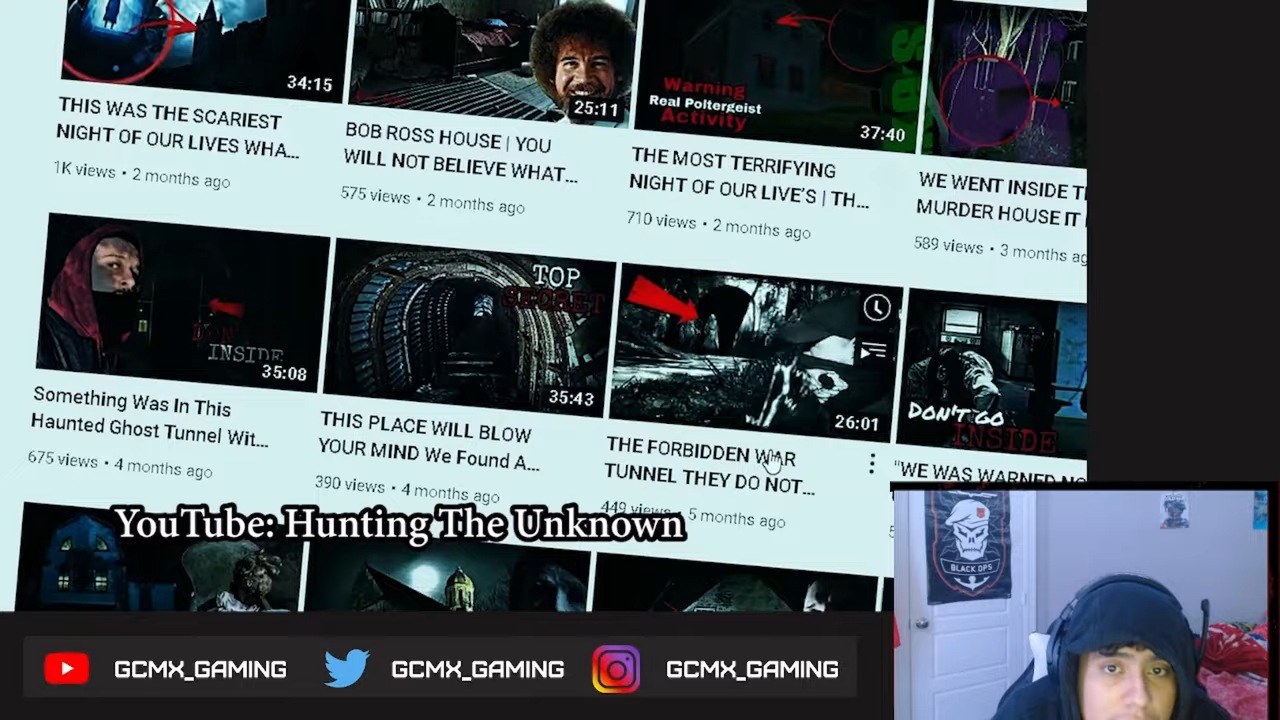 34:15
THIS WAS THE SCARIEST
NIGHT OF OUR LIVES WHA...
1K views • 2 months ago
25:11
BOB ROSS HOUSE | YOU
WILL NOT BELIEVE WHAT...
575 views • 2 months ago
Warning
Real Poltergeist
Activity
37:40
THE MOST TERRIFYING
NIGHT OF OUR LIVE'S | TH...
710 views • 2 months ago
WE WENT INSIDE
MURDER HOUSE IT
589 views • 3 months ag
INSIDE
35:08
Something Was In This
Haunted Ghost Tunnel Wit...
675 views • 4 months ago
TOP
SECRET
35:43
THIS PLACE WILL BLOW
YOUR MIND We Found A...
390 views • 4 months ago
26:01
THE FORBIDDEN WAR
TUNNEL THEY DO NOT...
449 views • 5 months ago
DON'T GO
INSIDE
"WE WAS WARNED
YouTube: Hunting The Unknown
BLACK OPS
GCMX_GAMING
GCMX_GAMING
GCMX_GAMING